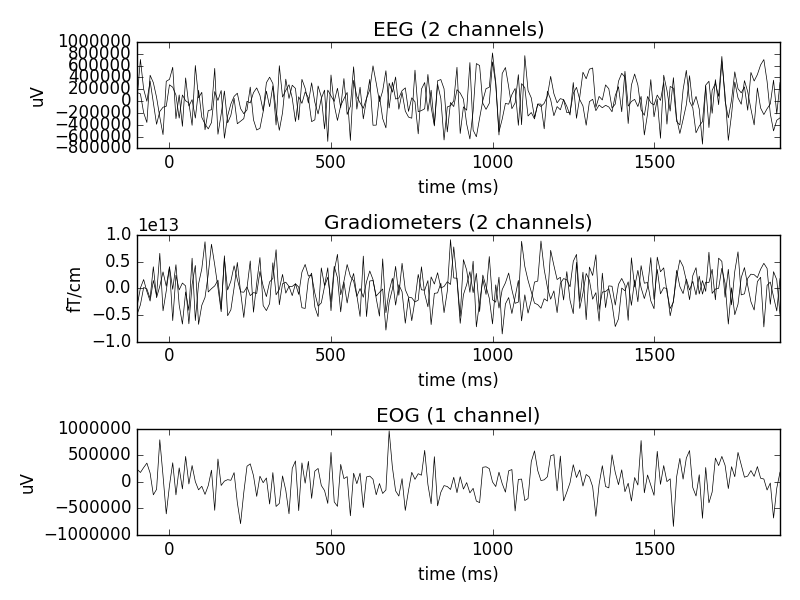 EEG (2 channels)
1000000
800000
600000
400000
200000
0
−200000
−400000
−600000
−800000
uV
0 500 1000 1500
time (ms)
Gradiometers (2 channels)
1e13
1.0
0.5
0.0
−0.5
−1.0
fT/cm
0 500 1000 1500
time (ms)
EOG (1 channel)
1000000
500000
0
−500000
−1000000
uV
0 500 1000 1500
time (ms)